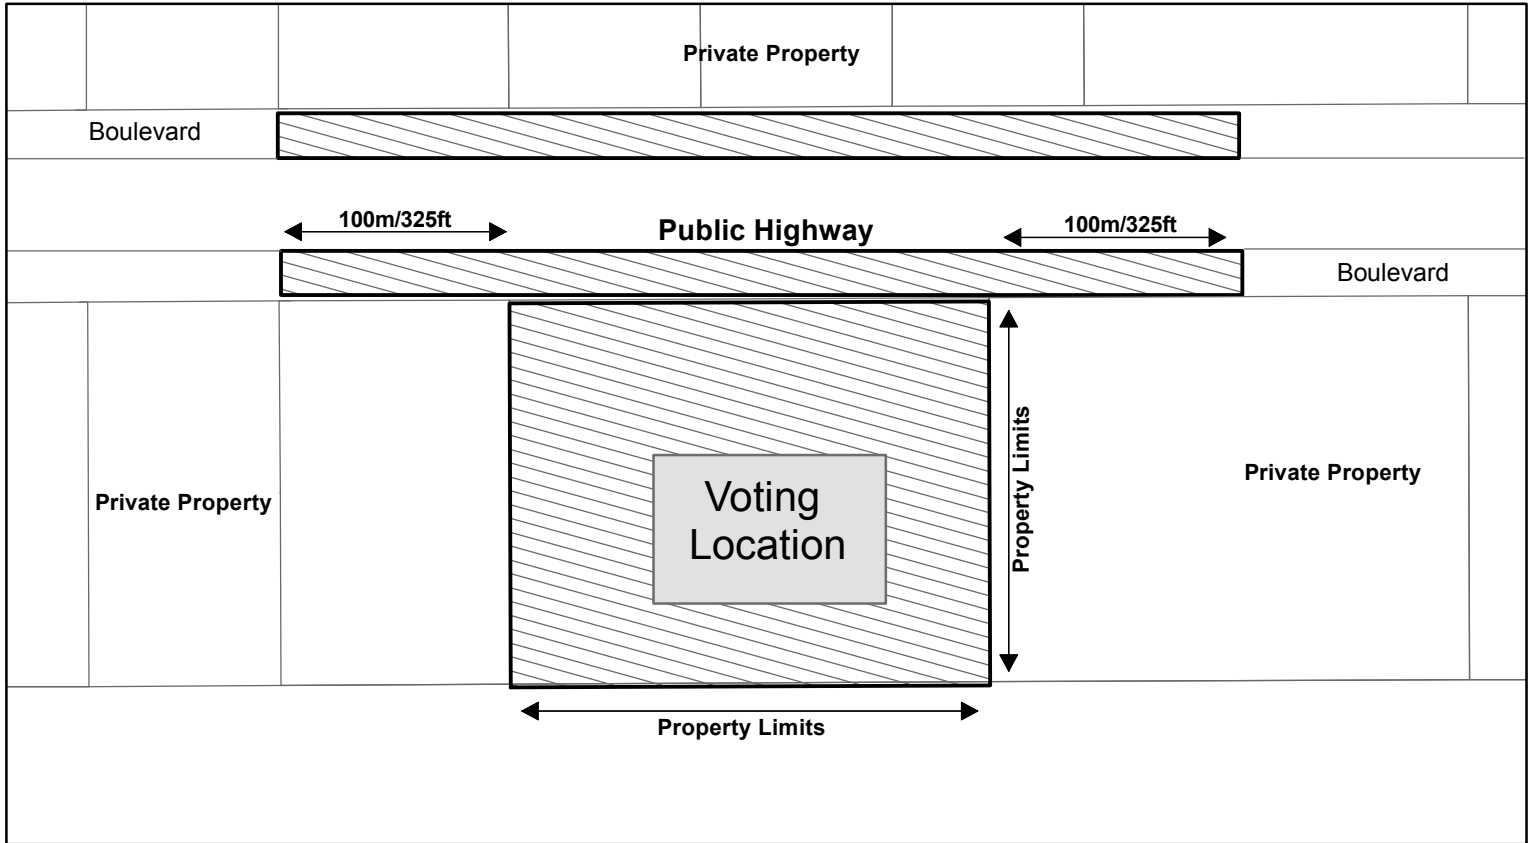 Private Property
Boulevard
100m/325ft
Public Highway
100m/325ft
Boulevard
Private Property
Voting
Location
Property Limits
Private Property
Property Limits